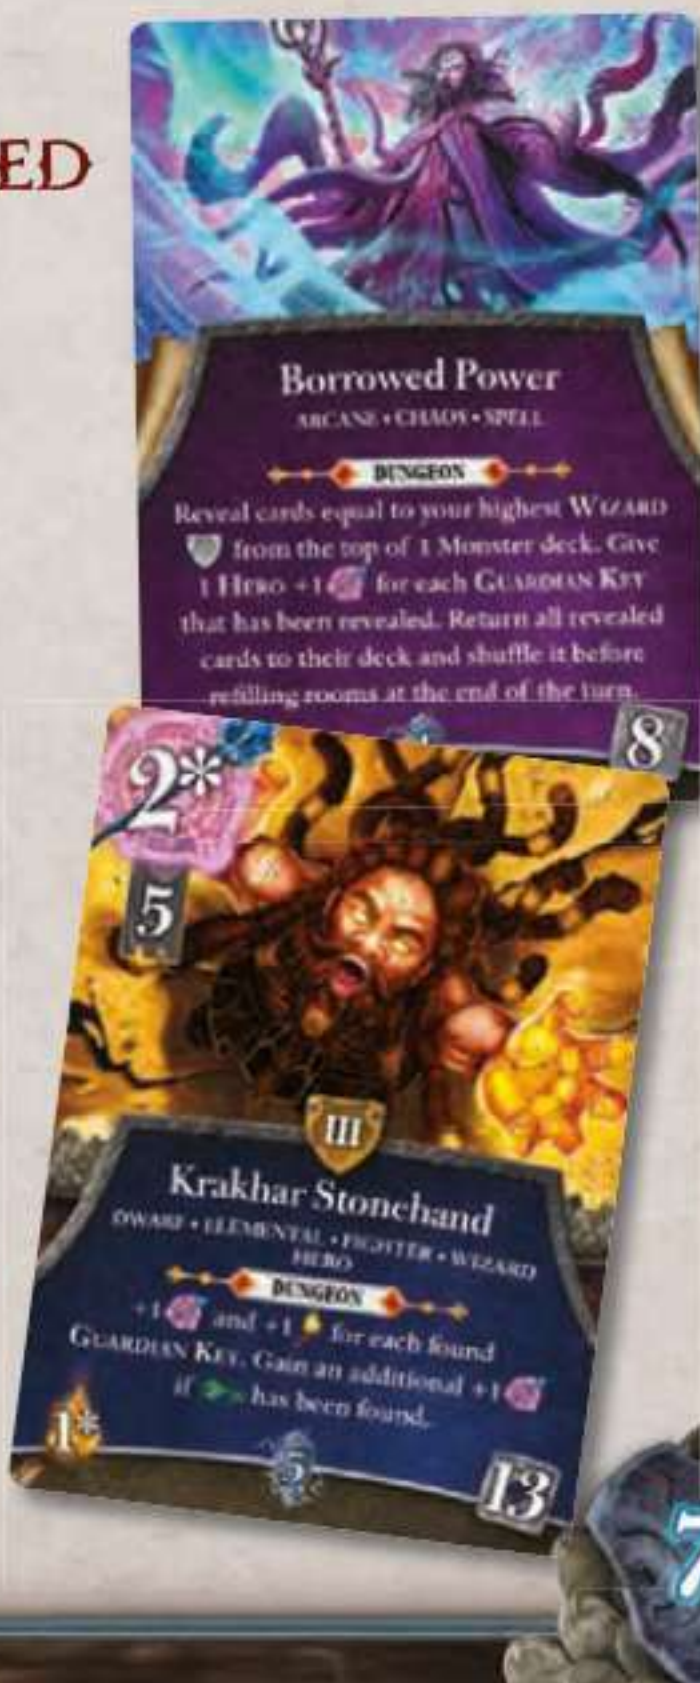 ED
Borrowed Power
ARCANE • CHAOS • SPELL
DUNGEON
Reveal cards equal to your highest WIZARD
from the top of 1 Monster deck. Give
1 HERO +1 for each GUARDIAN KEY
that has been revealed. Return all revealed
cards to their deck and shuffle it before
refilling rooms at the end of the turn.
8
2*
5
III
Krakhar Stonehand
DWARF • ELEMENTAL • FIGHTER • WIZARD
HERO
DUNGEON
+1 and +1 for each found
GUARDIAN KEY. Gain an additional +1
if has been found.
1*
5
13
7